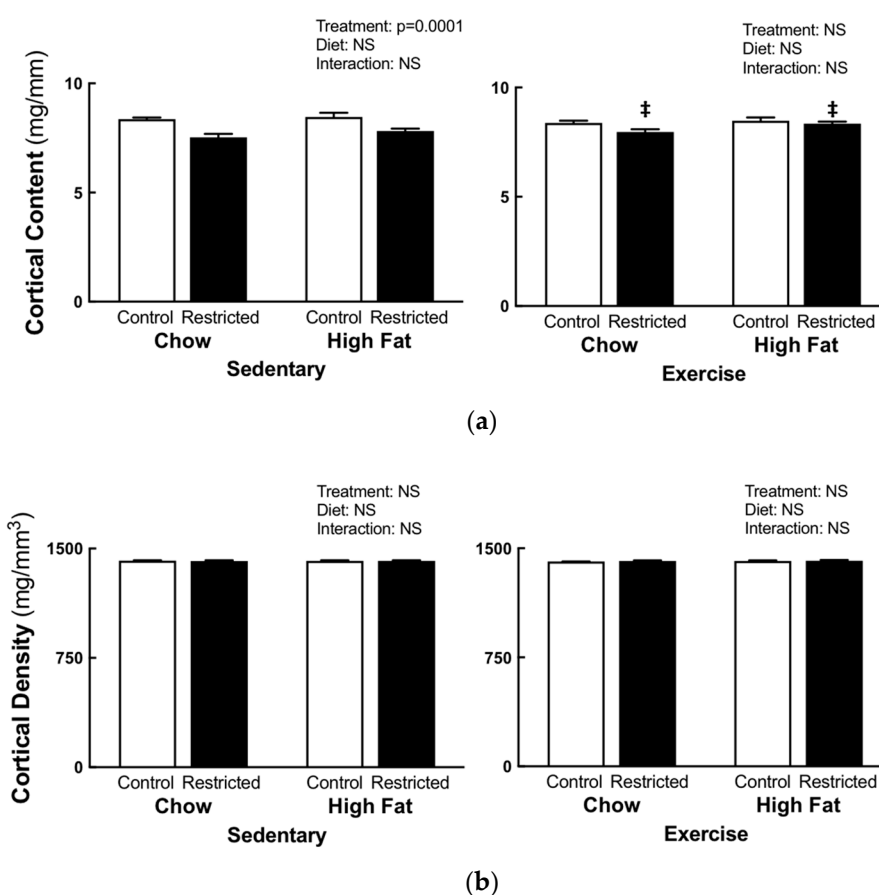 Treatment: p=0.0001
Diet: NS
Interaction: NS
Cortical Content (mg/mm)
10
5
0
Control Restricted Control Restricted
Chow High Fat
Sedentary
Treatment: NS
Diet: NS
Interaction: NS
10
‡ ‡
5
0
Control Restricted Control Restricted
Chow High Fat
Exercise
(a)
Treatment: NS
Diet: NS
Interaction: NS
Cortical Density (mg/mm³)
1500
750
0
Control Restricted Control Restricted
Chow High Fat
Sedentary
Treatment: NS
Diet: NS
Interaction: NS
1500
750
0
Control Restricted Control Restricted
Chow High Fat
Exercise
(b)